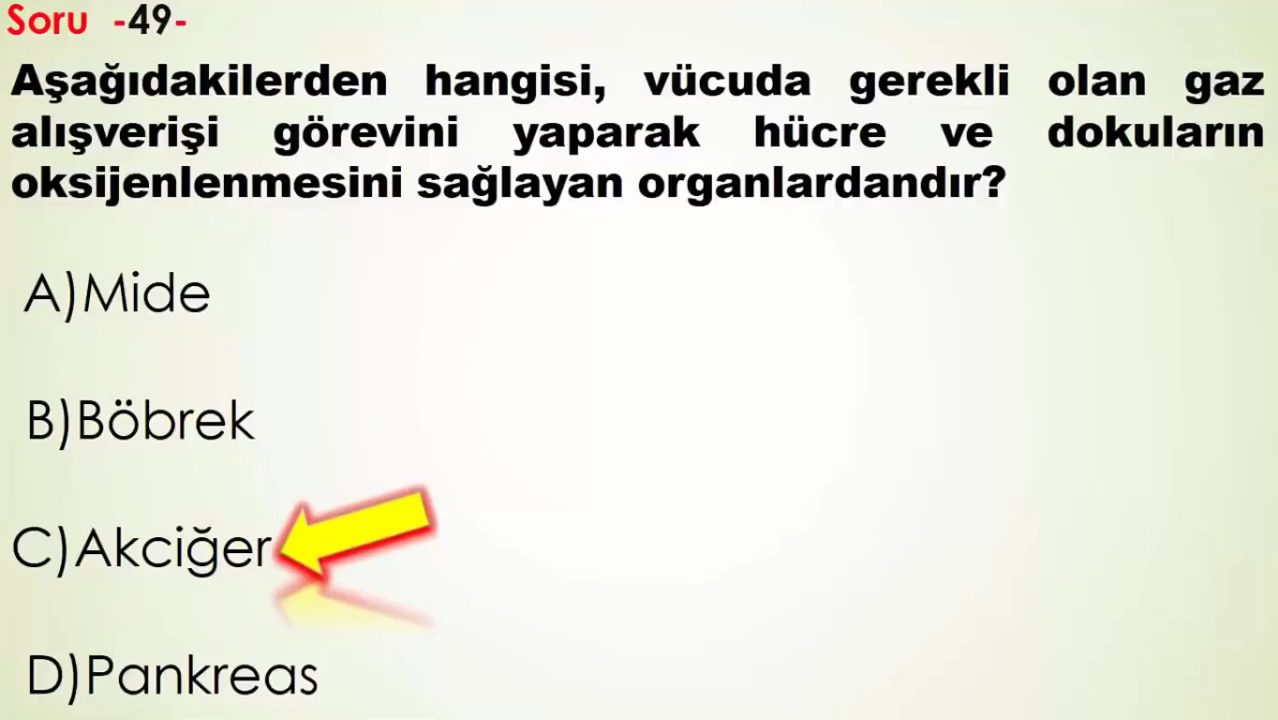 Soru -49-
Aşağıdakilerden hangisi, vücuda gerekli olan gaz
alışverişi görevini yaparak hücre ve dokuların
oksijenlenmesini sağlayan organlardandır?
A)Mide
B)Böbrek
C)Akciğer
D)Pankreas